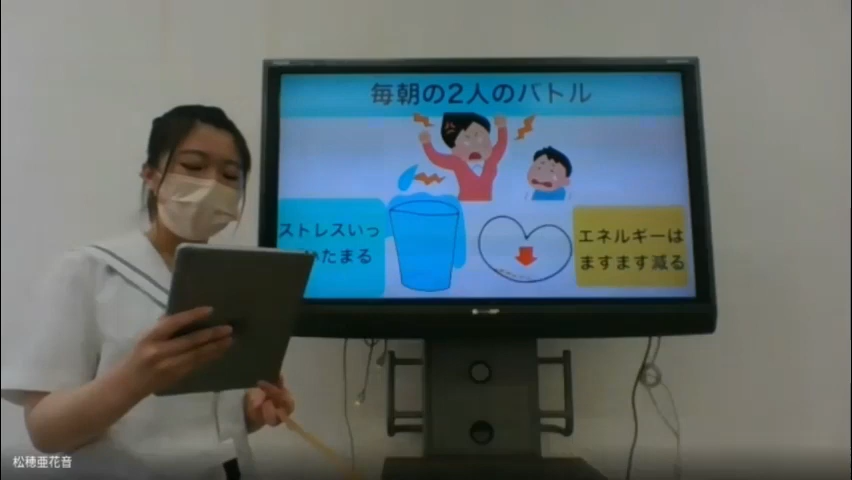 毎朝の2人のバトル
ストレスいっ
いたまる
エネルギーは
ますます減る
松穂亜花音